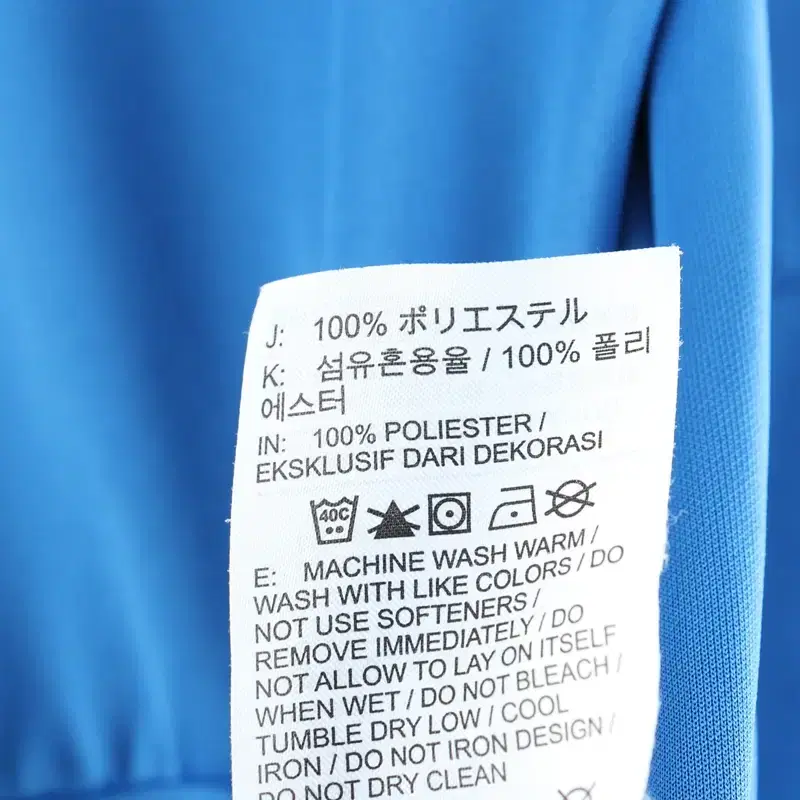 J: 100% ポリエステル
K: 섬유혼용율 / 100% 폴리
에스터
IN: 100% POLIESTER /
EKSKLUSIF DARI DEKORASI
40C
E: MACHINE WASH WARM /
WASH WITH LIKE COLORS / DO
NOT USE SOFTENERS /
REMOVE IMMEDIATELY / DO
NOT ALLOW TO LAY ON ITSELF
WHEN WET / DO NOT BLEACH /
TUMBLE DRY LOW / COOL
IRON / DO NOT IRON DESIGN /
DO NOT DRY CLEAN